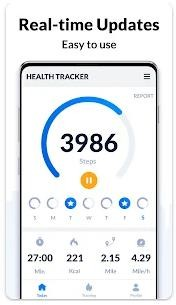 Real-time Updates
Easy to use
HEALTH TRACKER
REPORT
3986
Steps
S M T W T F S
27:00 221 2.15 4.29
Min Kcal Mile Mile/h
Today Training Profile